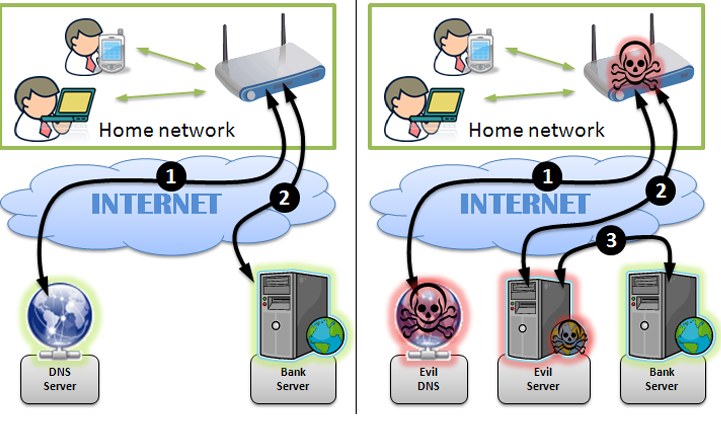 Home network
1
2
INTERNET
DNS
Server
Bank
Server
Home network
1
2
INTERNET
3
Evil
DNS
Evil
Server
Bank
Server